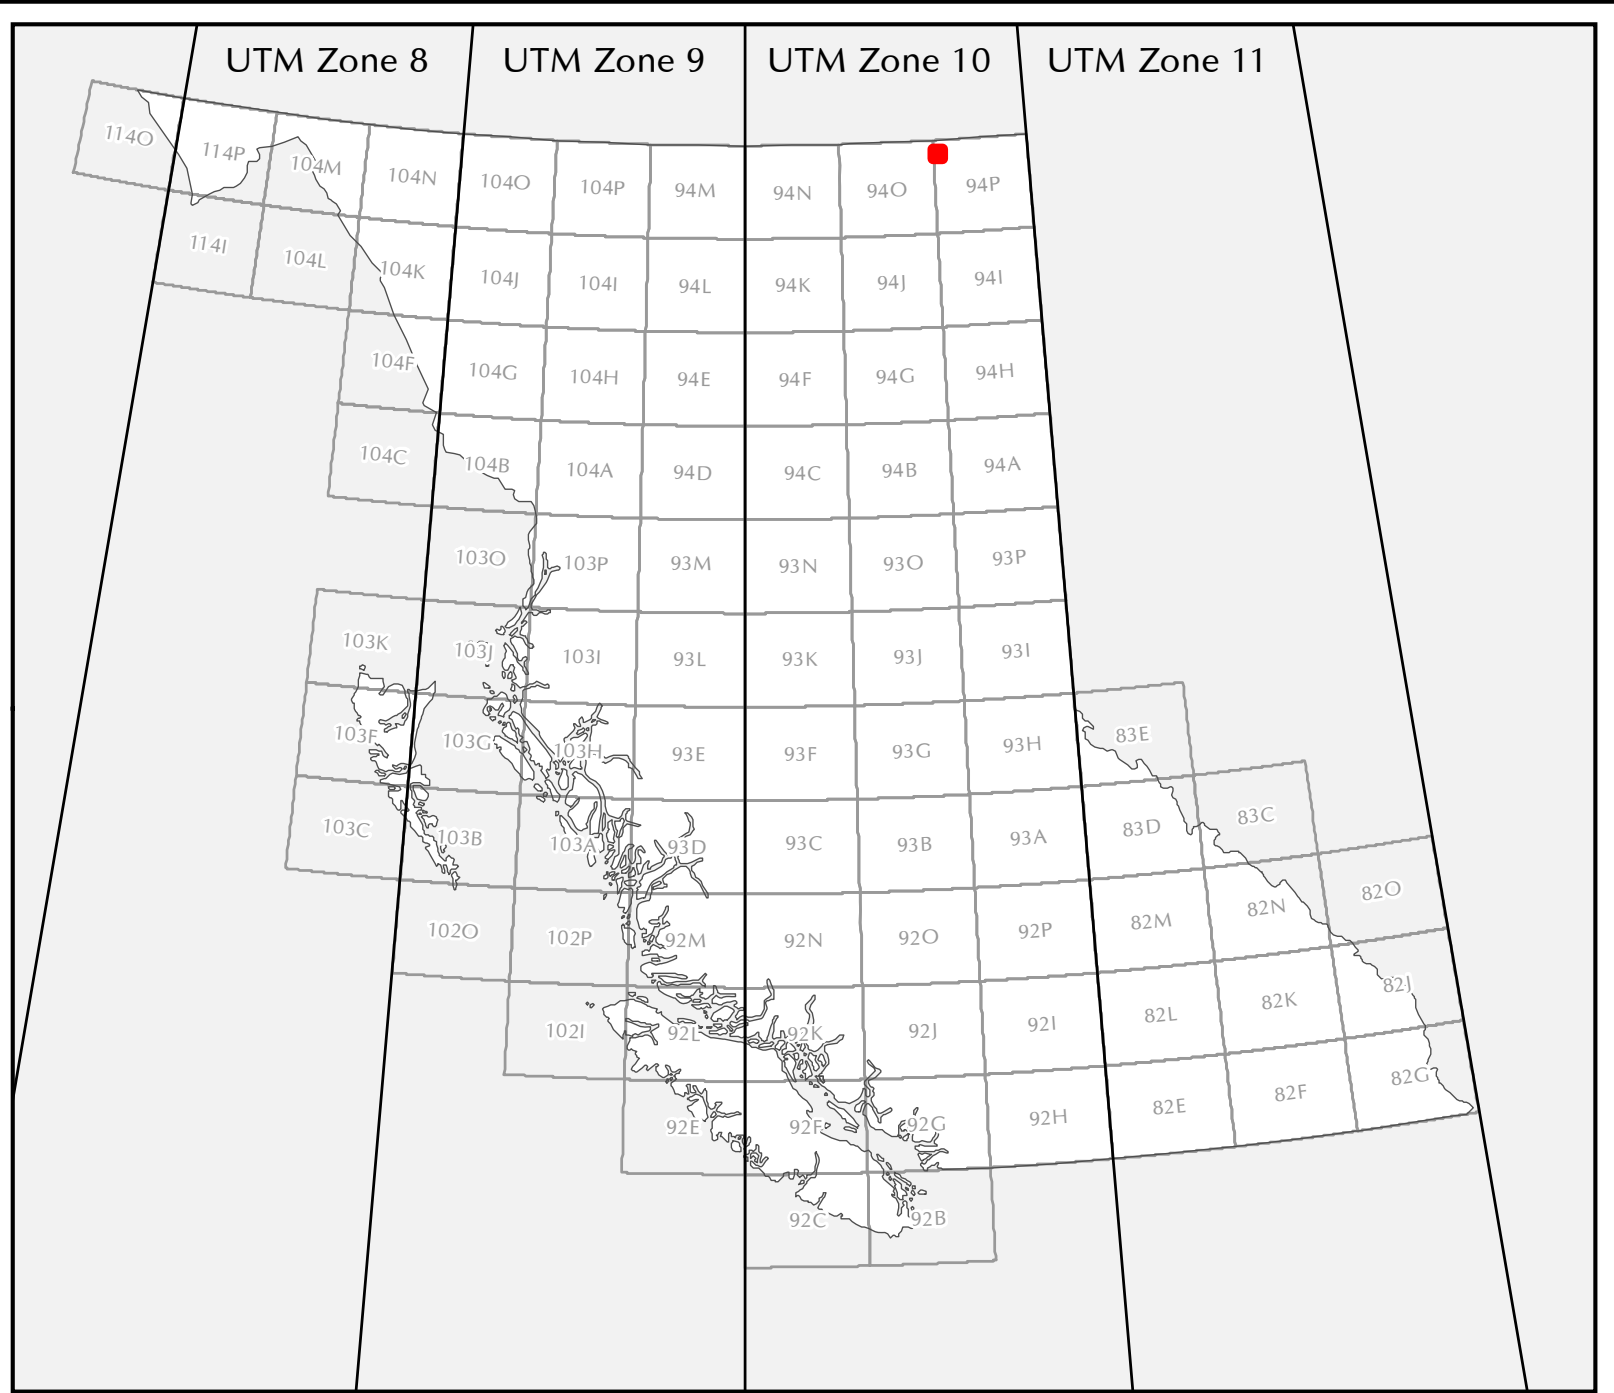 UTM Zone 8 UTM Zone 9 UTM Zone 10 UTM Zone 11
114O 114P 104M 104N 104O 104P 94M 94N 94O 94P
114I 104L 104K 104J 104I 94L 94K 94J 94I
104F 104G 104H 94E 94F 94G 94H
104C 104B 104A 94D 94C 94B 94A
103O 103P 93M 93N 93O 93P
103K 103J 103I 93L 93K 93J 93I
103F 103G 103H 93E 93F 93G 93H 83E
103C 103B 103A 93D 93C 93B 93A 83D 83C
102O 102P 92M 92N 92O 92P 82M 82N 82O
102I 92L 92K 92J 92I 82L 82K 82J
92E 92F 92G 92H 82E 82F 82G
92C 92B